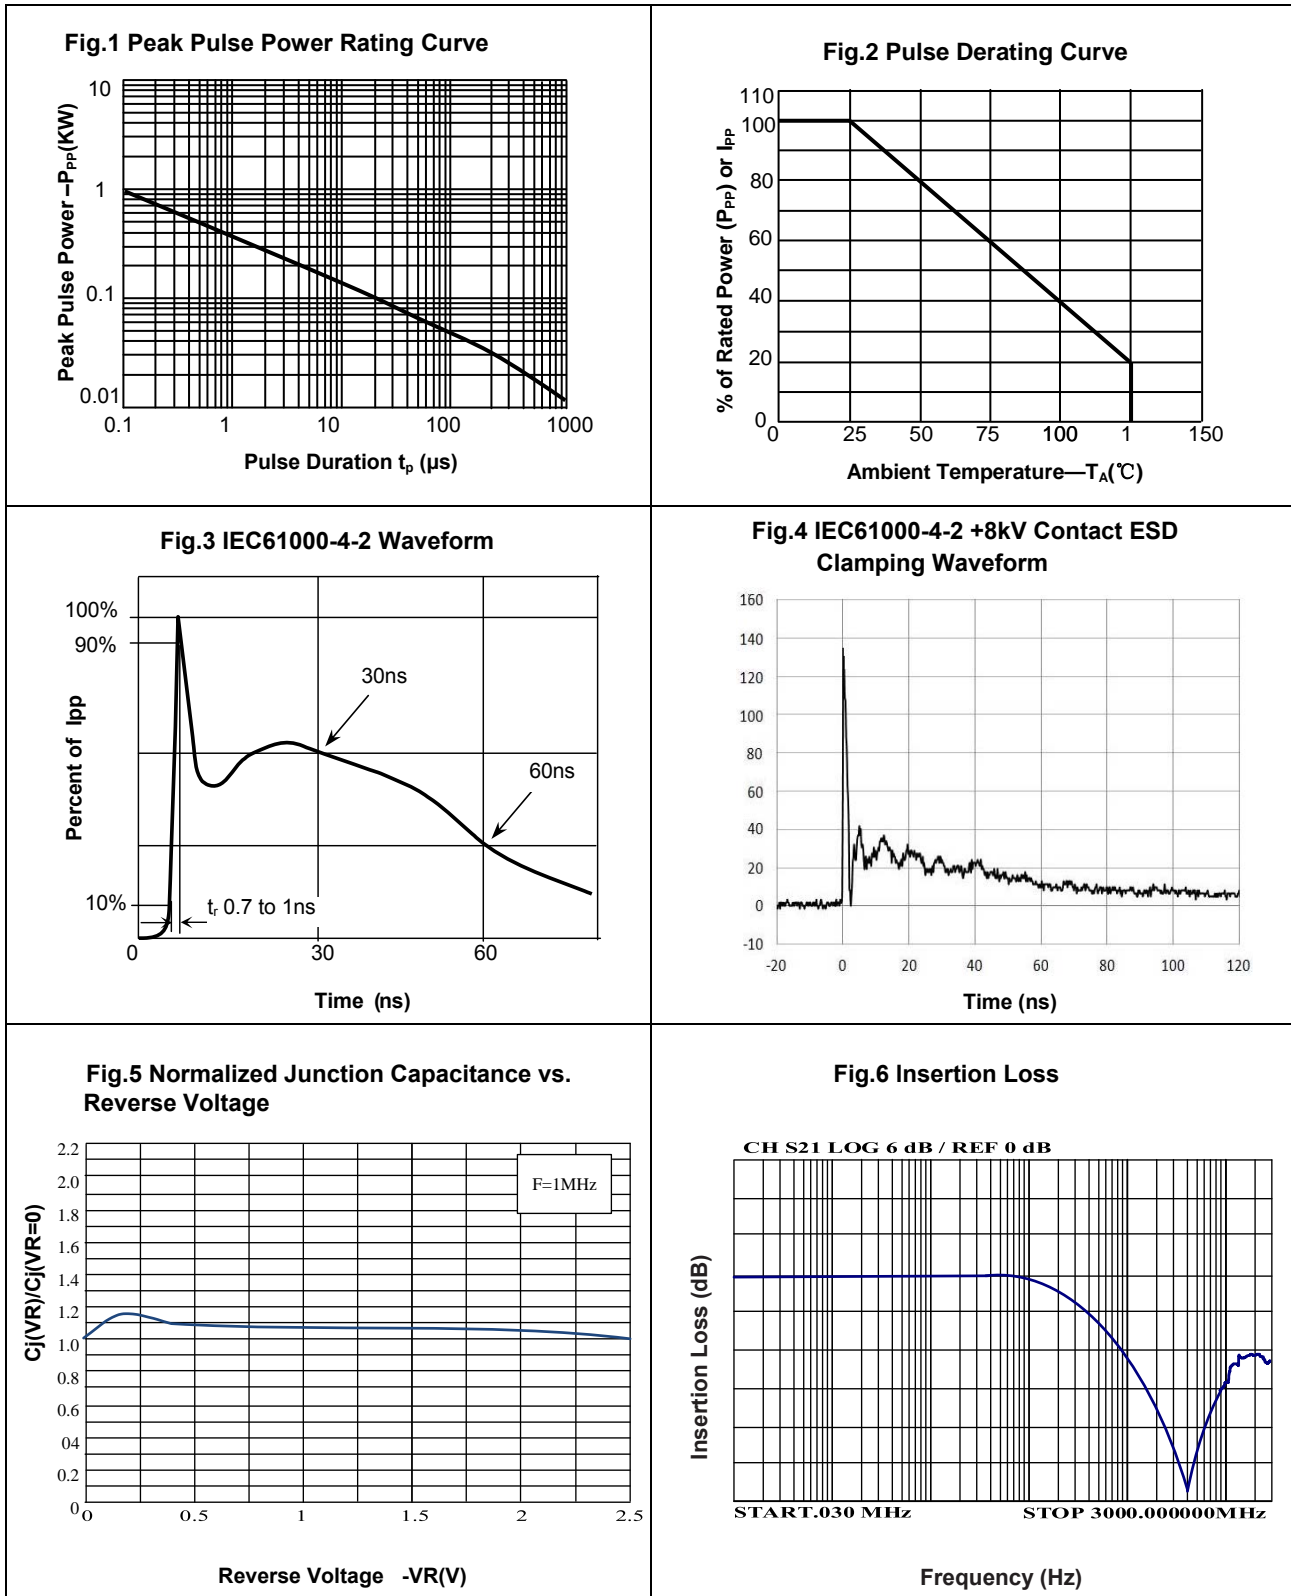 Fig.1 Peak Pulse Power Rating Curve
Peak Pulse Power –PPP(KW)
10
1
0.1
0.01
0.1 1 10 100 1000
Pulse Duration tp (µs)
Fig.2 Pulse Derating Curve
% of Rated Power (PPP) or IPP
110
100
80
60
40
20
0
0 25 50 75 100 1 150
Ambient Temperature—TA(℃)
Fig.3 IEC61000-4-2 Waveform
Percent of Ipp
100%
90%
10%
30ns
60ns
tr 0.7 to 1ns
0 30 60
Time (ns)
Fig.4 IEC61000-4-2 +8kV Contact ESD
Clamping Waveform
160
140
120
100
80
60
40
20
0
-10
-20 0 20 40 60 80 100 120
Time (ns)
Fig.5 Normalized Junction Capacitance vs.
Reverse Voltage
Cj(VR)/Cj(VR=0)
2.2
2.0
1.8
1.6
1.4
1.2
1.0
0.8
0.6
04
0.2
0
F=1MHz
0 0.5 1 1.5 2 2.5
Reverse Voltage -VR(V)
Fig.6 Insertion Loss
CH S21 LOG 6 dB / REF 0 dB
Insertion Loss (dB)
START.030 MHz STOP 3000.000000MHz
Frequency (Hz)